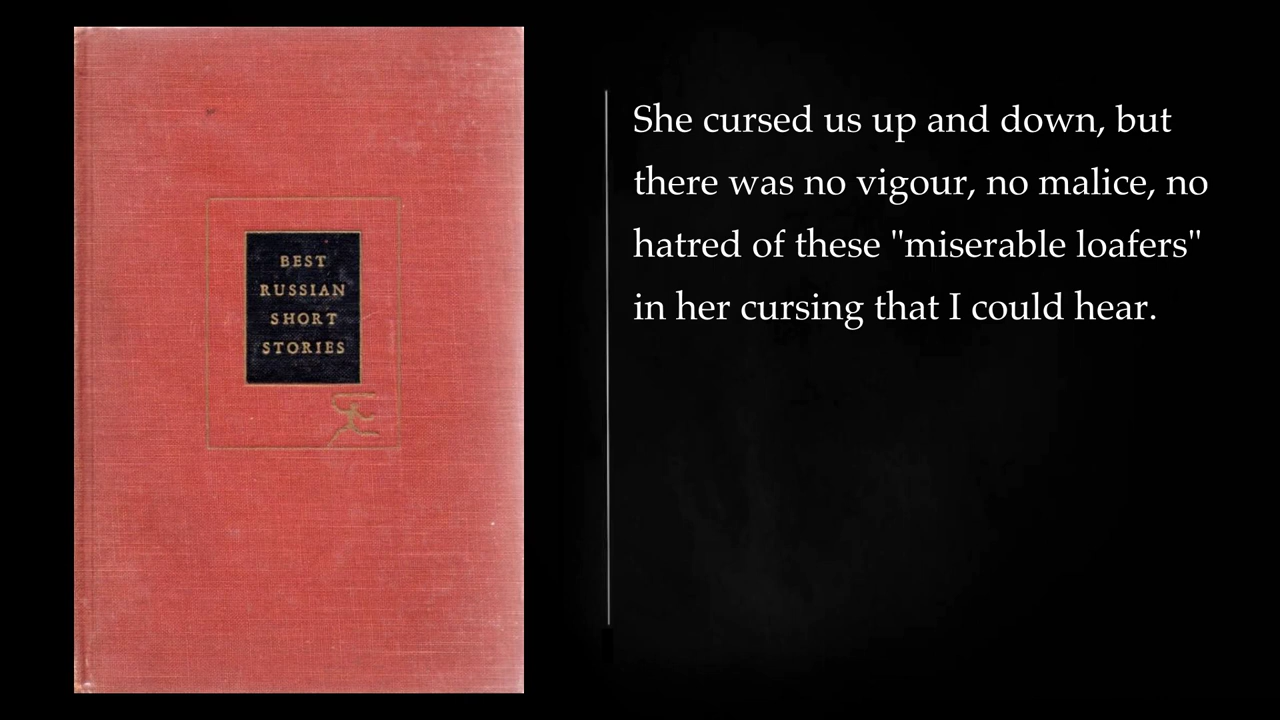 BEST
RUSSIAN
SHORT
STORIES
She cursed us up and down, but
there was no vigour, no malice, no
hatred of these "miserable loafers"
in her cursing that I could hear.